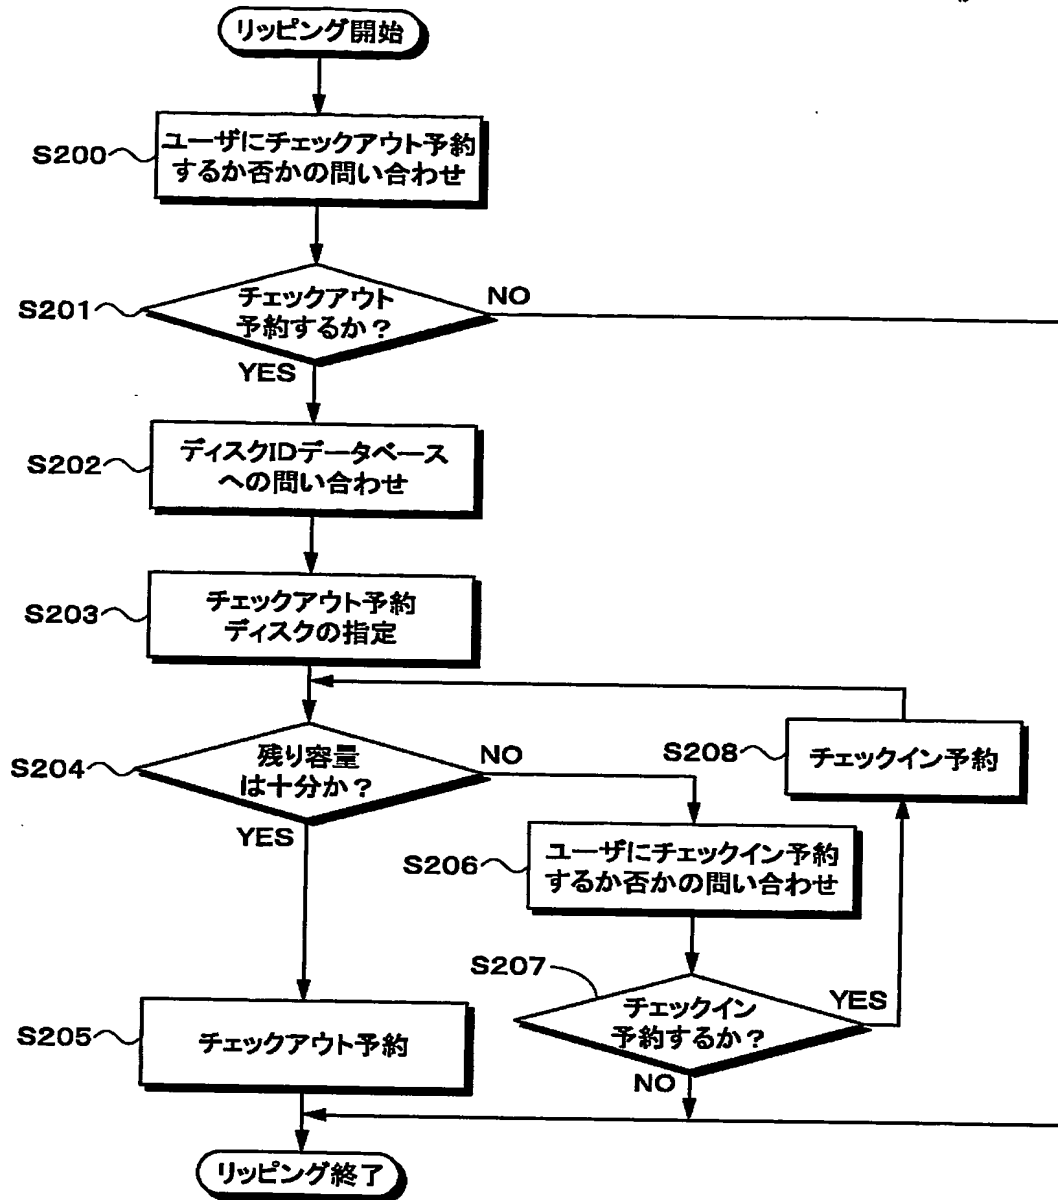 リッピング開始
S200
ユーザにチェックアウト予約
するか否かの問い合わせ
S201
チェックアウト
予約するか？
NO
YES
S202
ディスクIDデータベース
への問い合わせ
S203
チェックアウト予約
ディスクの指定
S204
残り容量
は十分か？
NO
YES
S208
チェックイン予約
S206
ユーザにチェックイン予約
するか否かの問い合わせ
S207
チェックイン
予約するか？
YES
NO
S205
チェックアウト予約
リッピング終了